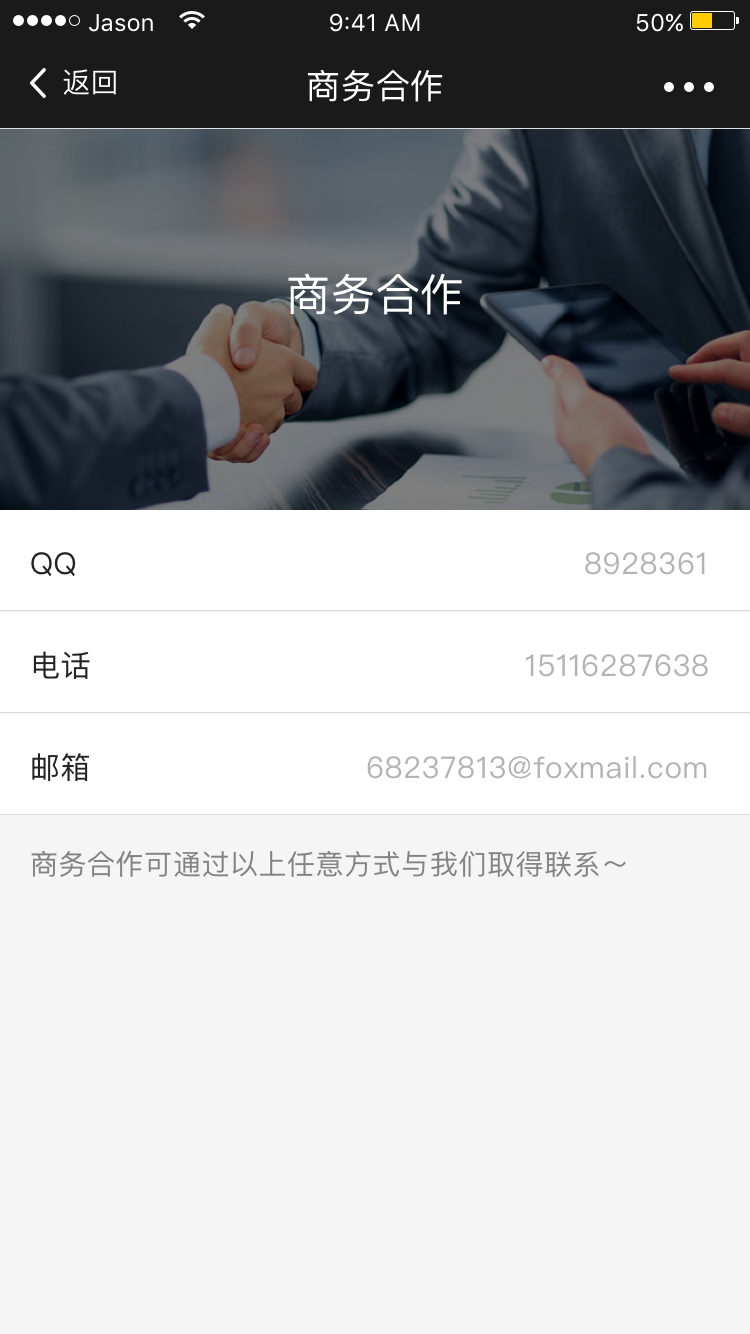 Jason 9:41 AM 50%
返回 商务合作
商务合作
QQ 8928361
电话 15116287638
邮箱 68237813@foxmail.com
商务合作可通过以上任意方式与我们取得联系～